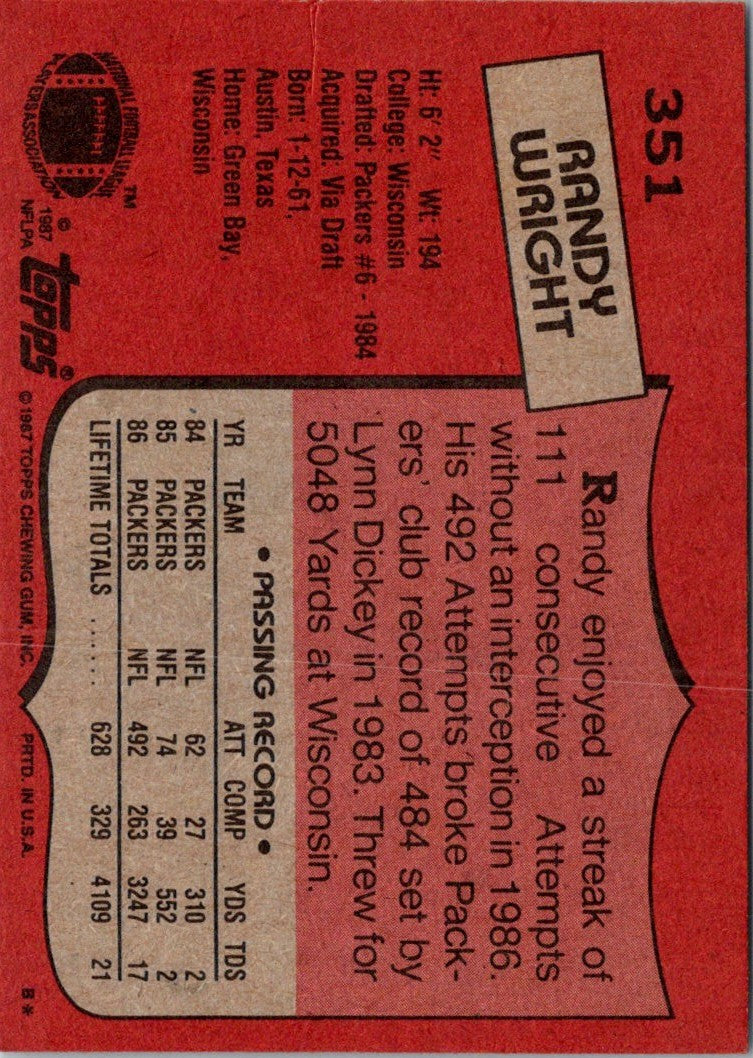 351
RANDY
WRIGHT
Ht: 6'2" Wt: 194
College: Wisconsin
Drafted: Packers #6 - 1984
Acquired: Via Draft
Born: 1-12-61,
Austin, Texas
Home: Green Bay,
Wisconsin
NATIONAL FOOTBALL LEAGUE
PLAYERS ASSOCIATION
™
© 1987
NFLPA
topps®
Randy enjoyed a streak of
111 consecutive Attempts
without an interception in 1986.
His 492 Attempts broke Pack-
ers' club record of 484 set by
Lynn Dickey in 1983. Threw for
5048 Yards at Wisconsin.
• PASSING RECORD •
YR TEAM ATT COMP YDS TDS
84 PACKERS NFL 62 27 310 2
85 PACKERS NFL 74 39 552 2
86 PACKERS NFL 492 263 3247 17
LIFETIME TOTALS ...... 628 329 4109 21
© 1987 TOPPS CHEWING GUM, INC. PRTD. IN U.S.A. B*